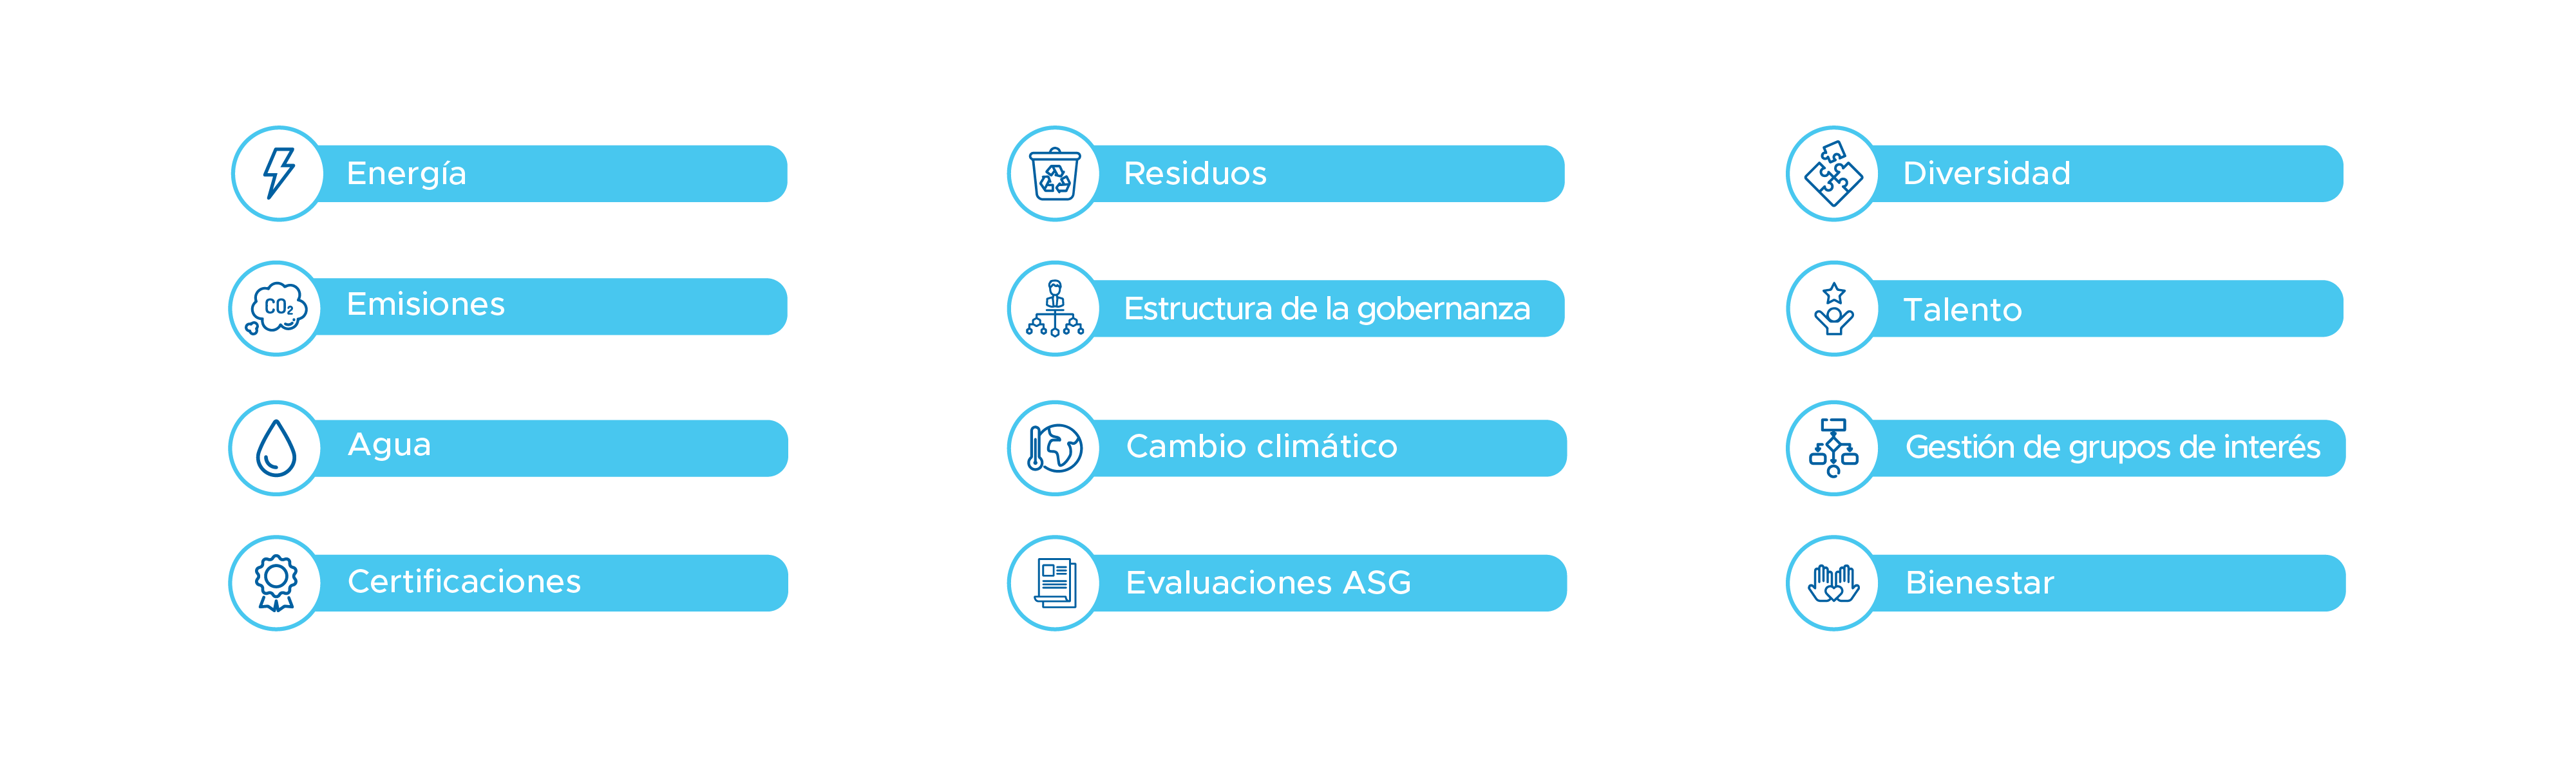 Energía
Emisiones
CO₂
Agua
Certificaciones
Residuos
Estructura de la gobernanza
Cambio climático
Evaluaciones ASG
Diversidad
Talento
Gestión de grupos de interés
Bienestar